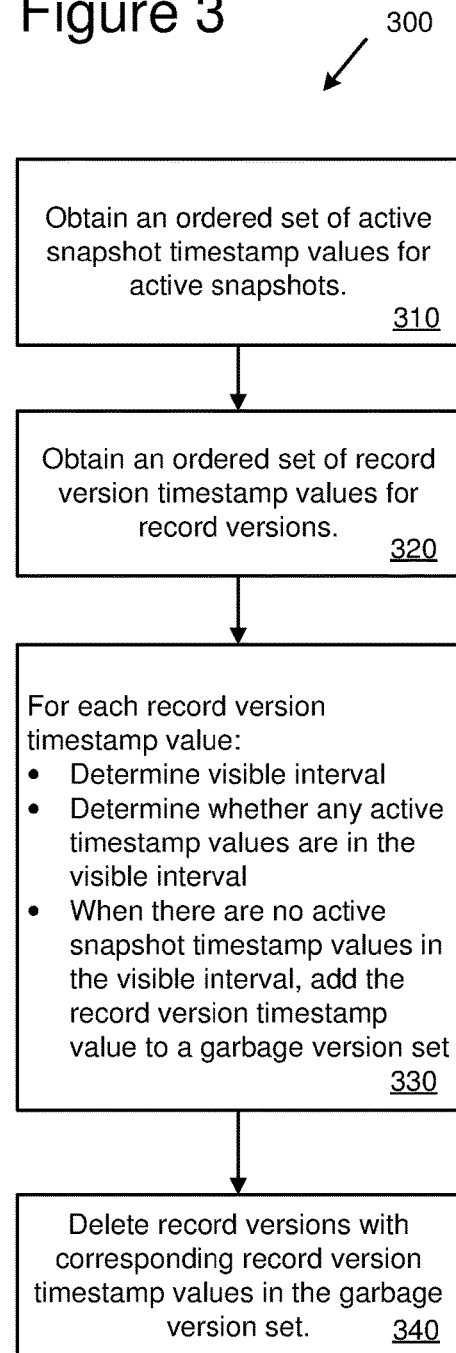 Figure 3
300
Obtain an ordered set of active
snapshot timestamp values for
active snapshots.
310
Obtain an ordered set of record
version timestamp values for
record versions.
320
For each record version
timestamp value:
• Determine visible interval
• Determine whether any active
timestamp values are in the
visible interval
• When there are no active
snapshot timestamp values in
the visible interval, add the
record version timestamp
value to a garbage version set
330
Delete record versions with
corresponding record version
timestamp values in the garbage
version set.
340